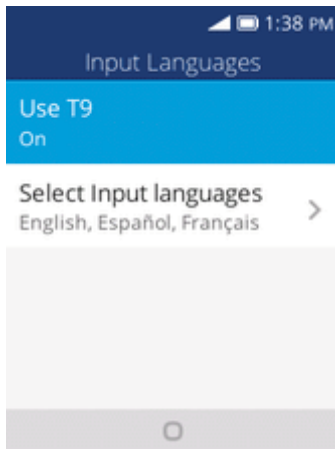 1:38 PM
Input Languages
Use T9
On
Select Input languages
English, Español, Français